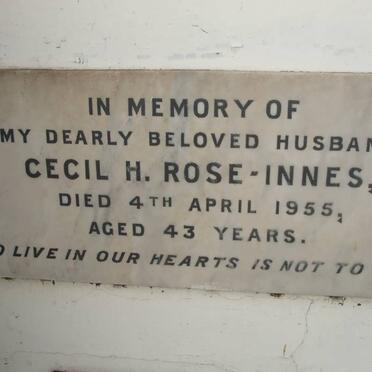 IN MEMORY OF
MY DEARLY BELOVED HUSBAN
CECIL H. ROSE-INNES,
DIED 4TH APRIL 1955,
AGED 43 YEARS.
O LIVE IN OUR HEARTS IS NOT TO